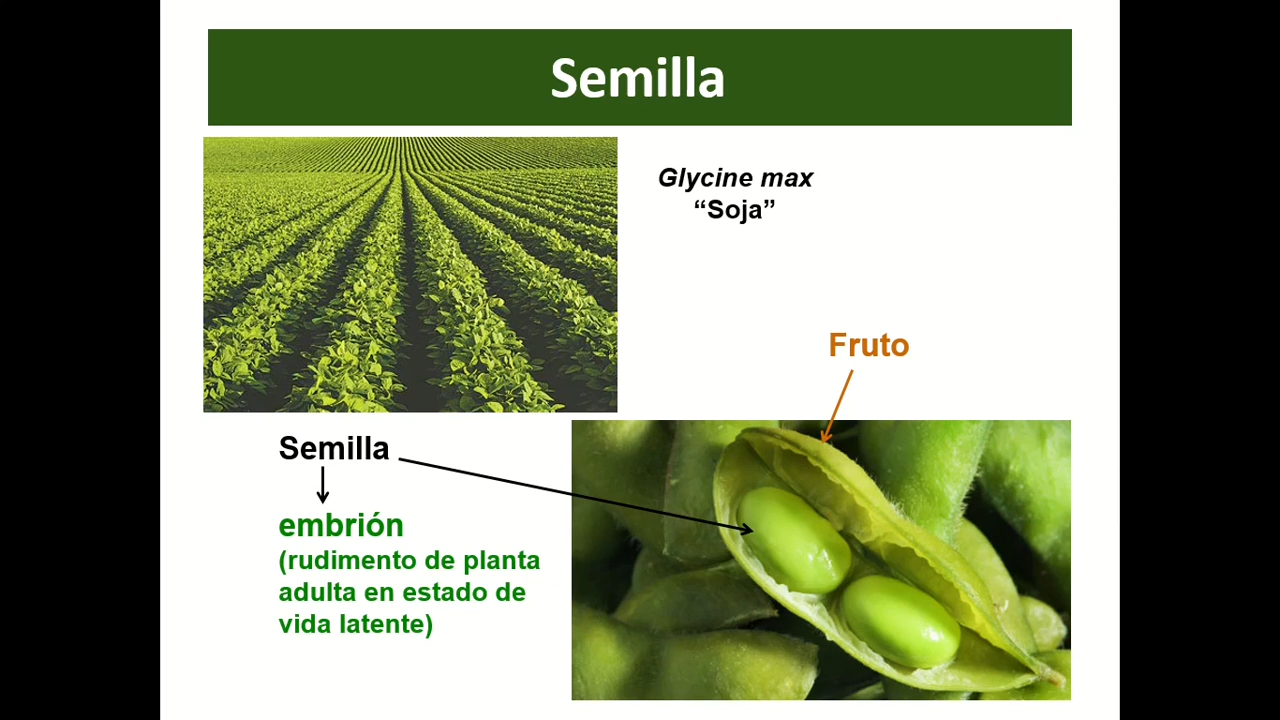 Semilla
Glycine max
“Soja”
Fruto
Semilla
embrión
(rudimento de planta
adulta en estado de
vida latente)